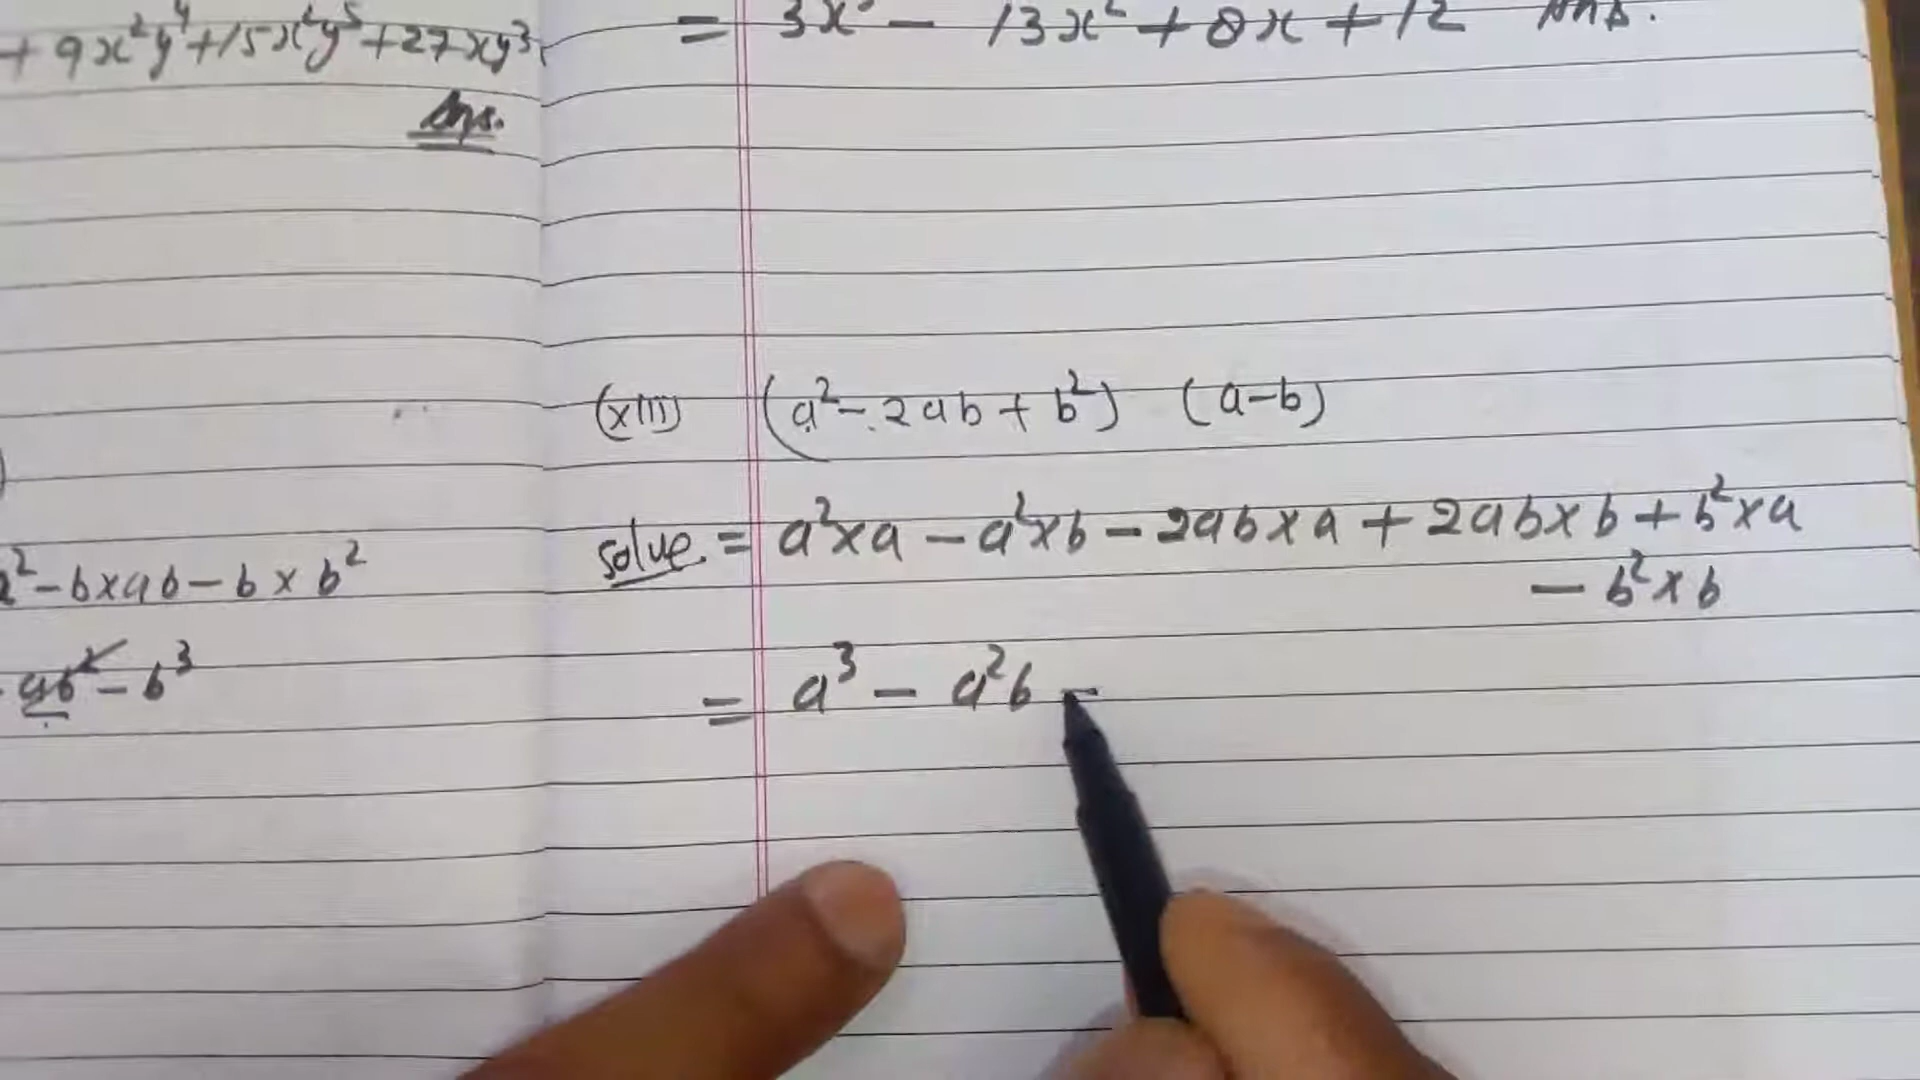 + 9x²y⁴+15x²y⁵+27xy³
Ans.
a²-b×ab-b×b²
ab²-b³
= 3x³ - 13x² + 8x + 12 Ans.
(xiii) (a²-2ab+b²) (a-b)
solve = a²×a-a²×b-2ab×a+2ab×b+b²×a
- b²×b
= a³-a²b-